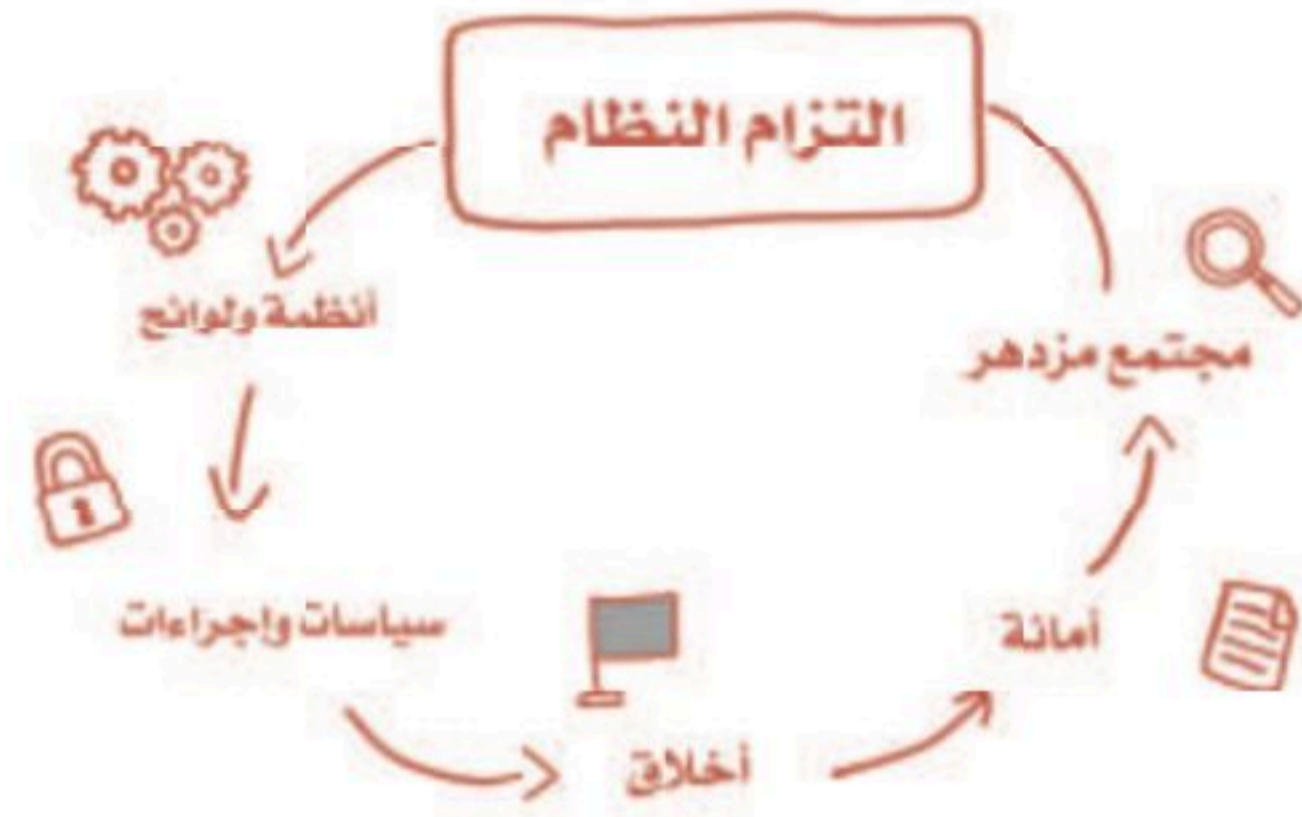 التزام النظام
أنظمة ولوائح
سياسات واجراءات
أخلاق
أمانة
مجتمع مزدهر